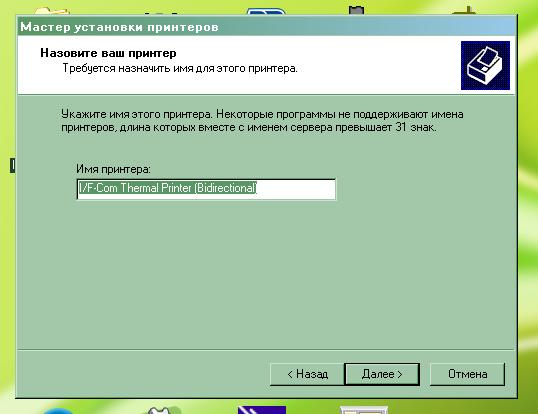 Мастер установки принтеров
Назовите ваш принтер
Требуется назначить имя для этого принтера.
Укажите имя этого принтера. Некоторые программы не поддерживают имена
принтеров, длина которых вместе с именем сервера превышает 31 знак.
Имя принтера:
I/F-Com Thermal Printer (Bidirectional)
< Назад
Далее >
Отмена